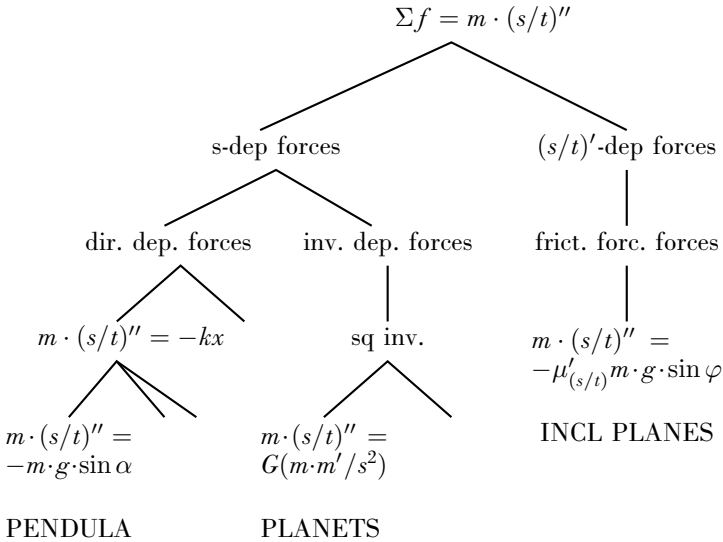 Σf = m · (s/t)″
s-dep forces
(s/t)′-dep forces
dir. dep. forces
inv. dep. forces
frict. forc. forces
m · (s/t)″ = −kx
sq inv.
m · (s/t)″ =
−μ′(s/t)m·g·sin φ
m·(s/t)″ =
−m·g·sin α
m·(s/t)″ =
G(m·m′/s²)
INCL PLANES
PENDULA
PLANETS